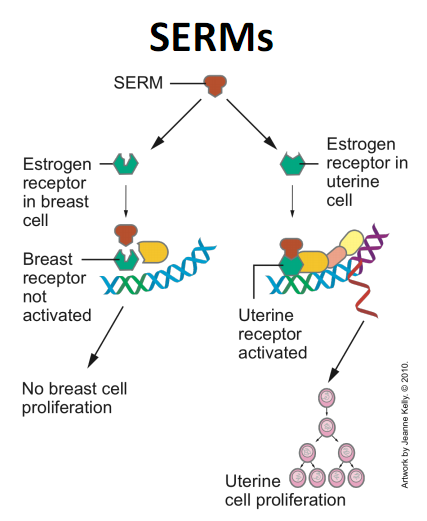 SERMs
SERM
Estrogen
receptor
in breast
cell
Estrogen
receptor in
uterine
cell
Breast
receptor
not
activated
Uterine
receptor
activated
No breast cell
proliferation
Uterine
cell proliferation
Artwork by Jeanne Kelly. © 2010.